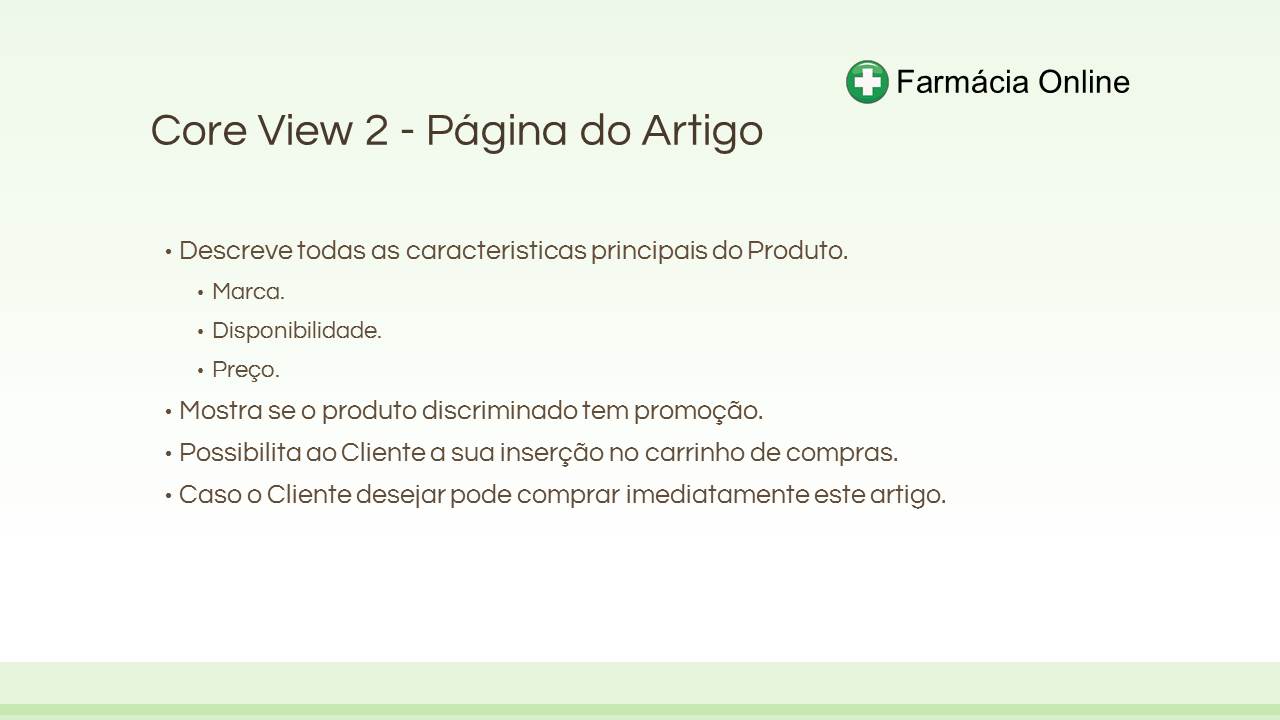 Farmácia Online
Core View 2 - Página do Artigo
• Descreve todas as caracteristicas principais do Produto.
• Marca.
• Disponibilidade.
• Preço.
• Mostra se o produto discriminado tem promoção.
• Possibilita ao Cliente a sua inserção no carrinho de compras.
• Caso o Cliente desejar pode comprar imediatamente este artigo.